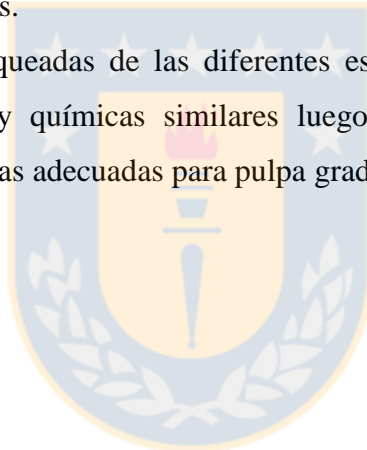 s.
queadas de las diferentes es
y químicas similares luego
as adecuadas para pulpa grad